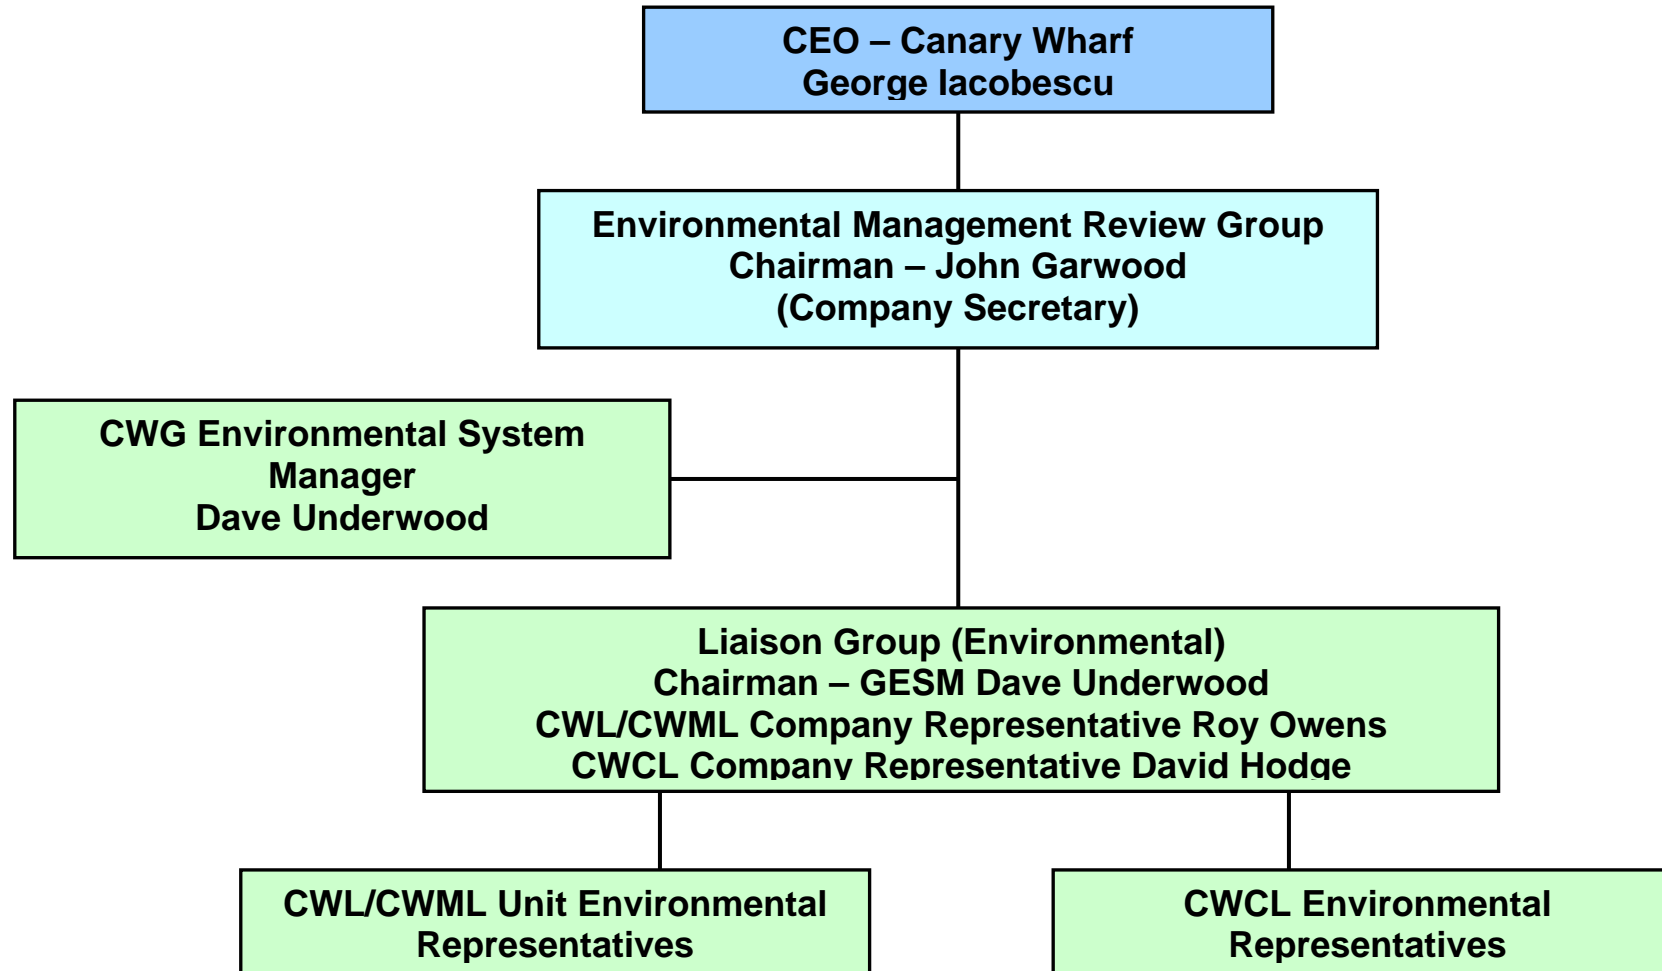 CEO – Canary Wharf
George Iacobescu
Environmental Management Review Group
Chairman – John Garwood
(Company Secretary)
CWG Environmental System
Manager
Dave Underwood
Liaison Group (Environmental)
Chairman – GESM Dave Underwood
CWL/CWML Company Representative Roy Owens
CWCL Company Representative David Hodge
CWL/CWML Unit Environmental
Representatives
CWCL Environmental
Representatives